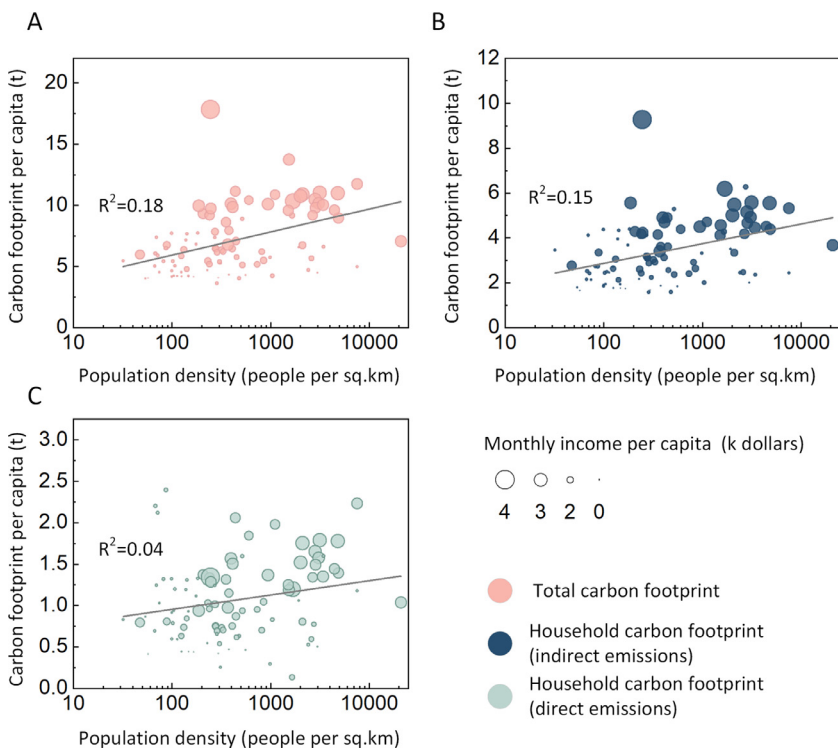 A
Carbon footprint per capita (t)
20
15
10
5
0
R²=0.18
10 100 1000 10000
Population density (people per sq.km)
B
Carbon footprint per capita (t)
12
10
8
6
4
2
0
R²=0.15
10 100 1000 10000
Population density (people per sq.km)
C
Carbon footprint per capita (t)
3.0
2.5
2.0
1.5
1.0
0.5
0.0
R²=0.04
10 100 1000 10000
Population density (people per sq.km)
Monthly income per capita (k dollars)
4 3 2 0
Total carbon footprint
Household carbon footprint
(indirect emissions)
Household carbon footprint
(direct emissions)